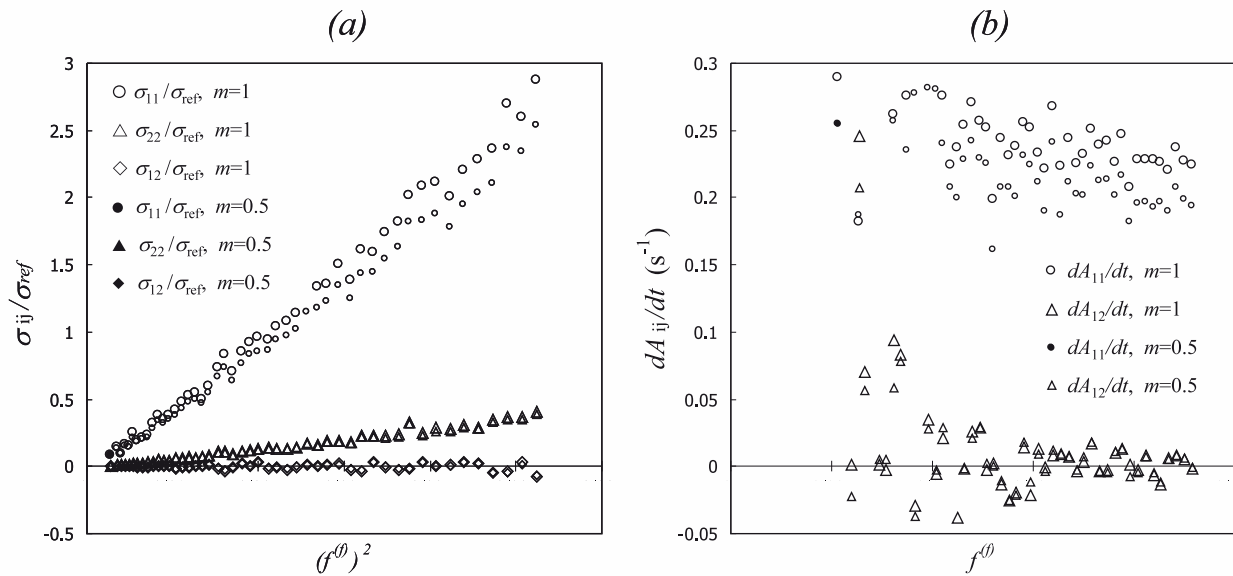 (a)
σij/σref
3
2.5
2
1.5
1
0.5
0
-0.5
σ11/σref, m=1
σ22/σref, m=1
σ12/σref, m=1
σ11/σref, m=0.5
σ22/σref, m=0.5
σ12/σref, m=0.5
(f(f))2
(b)
dAij/dt (s-1)
0.3
0.25
0.2
0.15
0.1
0.05
0
-0.05
dA11/dt, m=1
dA12/dt, m=1
dA11/dt, m=0.5
dA12/dt, m=0.5
f(f)